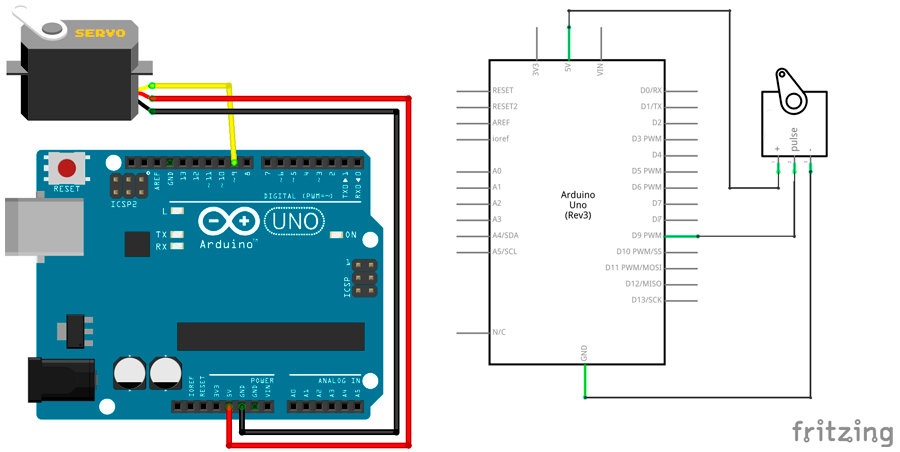 SERVO
RESET
ICSP2
AREF
GND
13
12
~11
~10
~9
8
7
~6
~5
4
~3
2
TX0▶1
RX0◀0
DIGITAL (PWM=~)
L
TX
RX
UNO
Arduino™
ON
1
ICSP
POWER
ANALOG IN
IOREF
RESET
3V3
5V
GND
GND
VIN
A0
A1
A2
A3
A4
A5
3V3
5V
VIN
RESET
RESET2
AREF
ioref
A0
A1
A2
A3
A4/SDA
A5/SCL
N/C
Arduino
Uno
(Rev3)
D0/RX
D1/TX
D2
D3 PWM
D4
D5 PWM
D6 PWM
D7
D8
D9 PWM
D10 PWM/SS
D11 PWM/MOSI
D12/MISO
D13/SCK
GND
+
pulse
-
fritzing